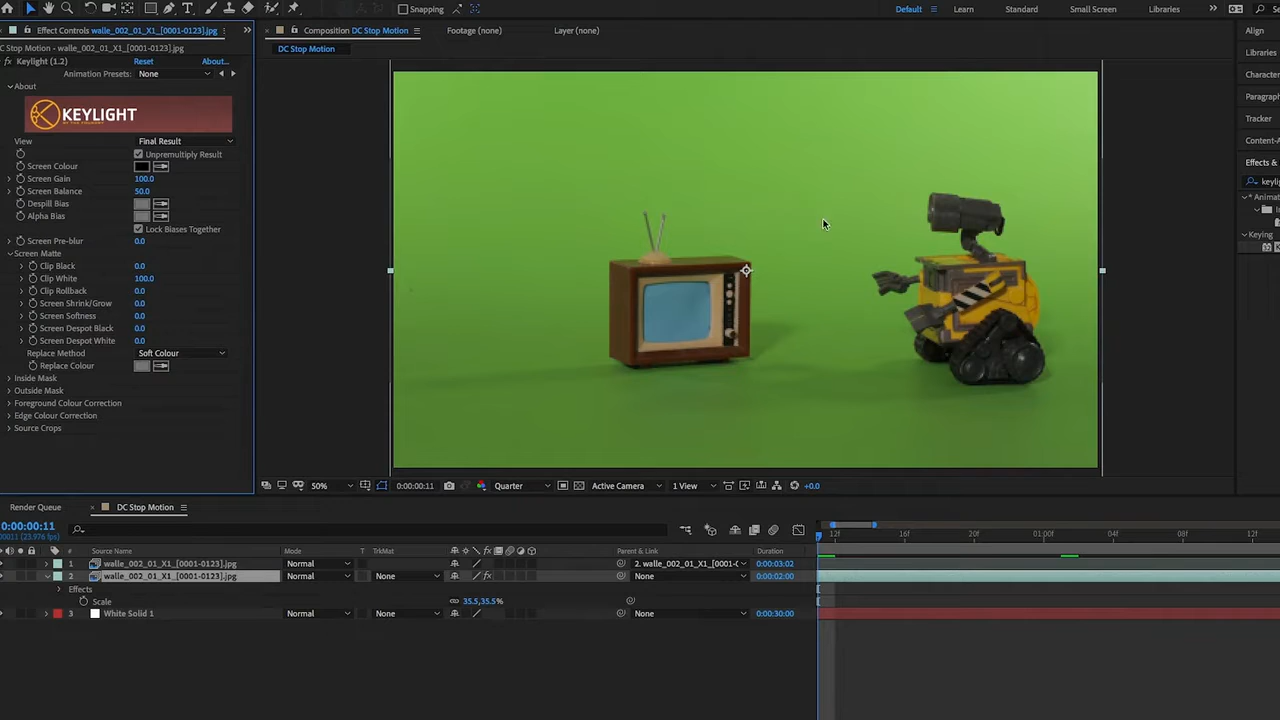 Snapping
Default
Learn
Standard
Small Screen
Libraries
Effect Controls walle_002_01_X1_[0001-0123].jpg
Composition DC Stop Motion
Footage (none)
Layer (none)
Align
C Stop Motion - walle_002_01_X1_[0001-0123].jpg
DC Stop Motion
Libraries
Keylight (1.2)
Reset
About...
Animation Presets:
None
Character
About
KEYLIGHT
Paragraph
Tracker
View
Final Result
Content-A
Unpremultiply Result
Effects &
Screen Colour
Screen Gain
100.0
Screen Balance
50.0
Despill Bias
Alpha Bias
Lock Biases Together
Screen Pre-blur
0.0
Keying
Screen Matte
Clip Black
0.0
Clip White
100.0
Clip Rollback
0.0
Screen Shrink/Grow
0.0
Screen Softness
0.0
Screen Despot Black
0.0
Screen Despot White
0.0
Replace Method
Soft Colour
Replace Colour
Inside Mask
Outside Mask
Foreground Colour Correction
Edge Colour Correction
Source Crops
50%
0:00:00:11
Quarter
Active Camera
1 View
+0.0
Render Queue
DC Stop Motion
0:00:00:11
00011 (23.976 fps)
12f
16f
20f
01:00f
04f
08f
#
Source Name
Mode
T
TrkMat
Parent & Link
Duration
1
walle_002_01_X1_[0001-0123].jpg
Normal
2. walle_002_01_X1_[0001-
0:00:03:02
2
walle_002_01_X1_[0001-0123].jpg
Normal
None
None
0:00:02:00
Effects
Scale
35.5,35.5%
3
White Solid 1
Normal
None
None
0:00:30:00